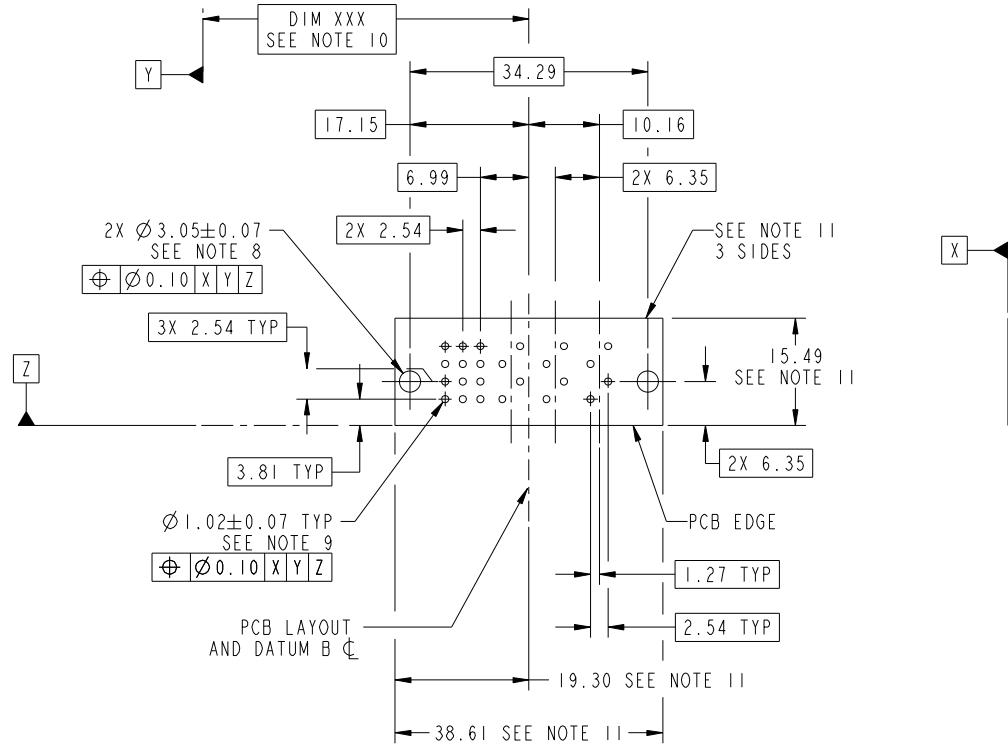 DIM XXX
SEE NOTE 10
Y
34.29
17.15
10.16
6.99
2X 6.35
2X 2.54
2X Ø3.05±0.07
SEE NOTE 8
⌖ Ø0.10 X Y Z
SEE NOTE 11
3 SIDES
X
3X 2.54 TYP
15.49
SEE NOTE 11
Z
3.81 TYP
2X 6.35
Ø1.02±0.07 TYP
SEE NOTE 9
⌖ Ø0.10 X Y Z
PCB EDGE
1.27 TYP
PCB LAYOUT
AND DATUM B ℄
2.54 TYP
19.30 SEE NOTE 11
38.61 SEE NOTE 11